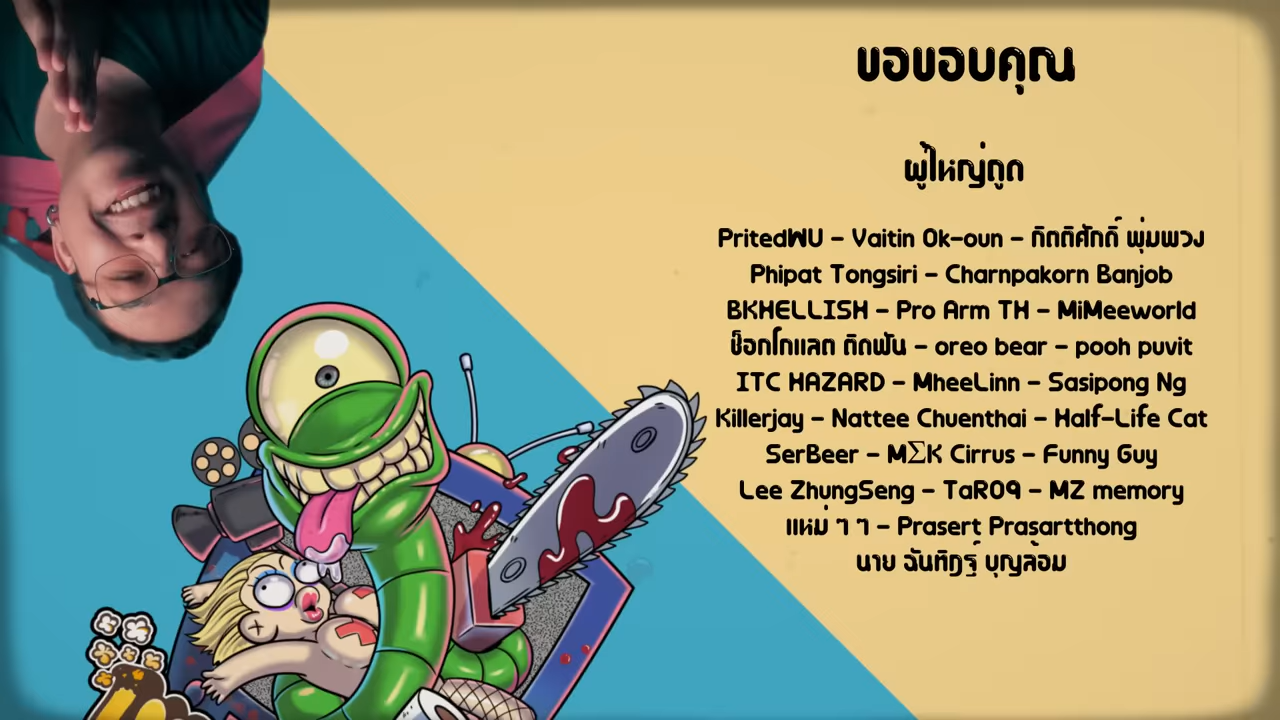 ขอขอบคุณ
ผู้ใหญ่ถูด
PritedWU - Vaitin Ok-oun - กิตติศักดิ์ พุ่มพวง
Phipat Tongsiri - Charnpakorn Banjob
BKHELLISH - Pro Arm TH - MiMeeworld
ช็อกโกแลต ติดฟัน - oreo bear - pooh puvit
ITC HAZARD - MheeLinn - Sasipong Ng
Killerjay - Nattee Chuenthai - Half-Life Cat
SerBeer - MΣK Cirrus - Funny Guy
Lee ZhungSeng - TaRO9 - MZ memory
แหม่ ๆ ๆ - Prasert Prasartthong
นาย ฉันทิฏฐ์ บุญล้อม